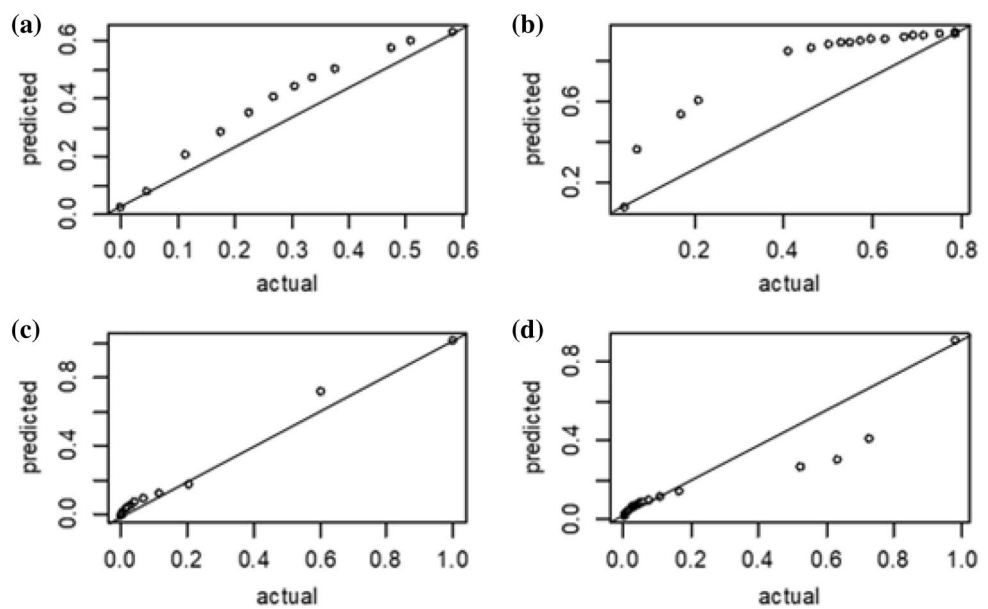 (a)
predicted
0.0 0.2 0.4 0.6
0.0 0.1 0.2 0.3 0.4 0.5 0.6
actual
(b)
predicted
0.2 0.6
0.2 0.4 0.6 0.8
actual
(c)
predicted
0.0 0.4 0.8
0.0 0.2 0.4 0.6 0.8 1.0
actual
(d)
predicted
0.0 0.4 0.8
0.0 0.2 0.4 0.6 0.8 1.0
actual